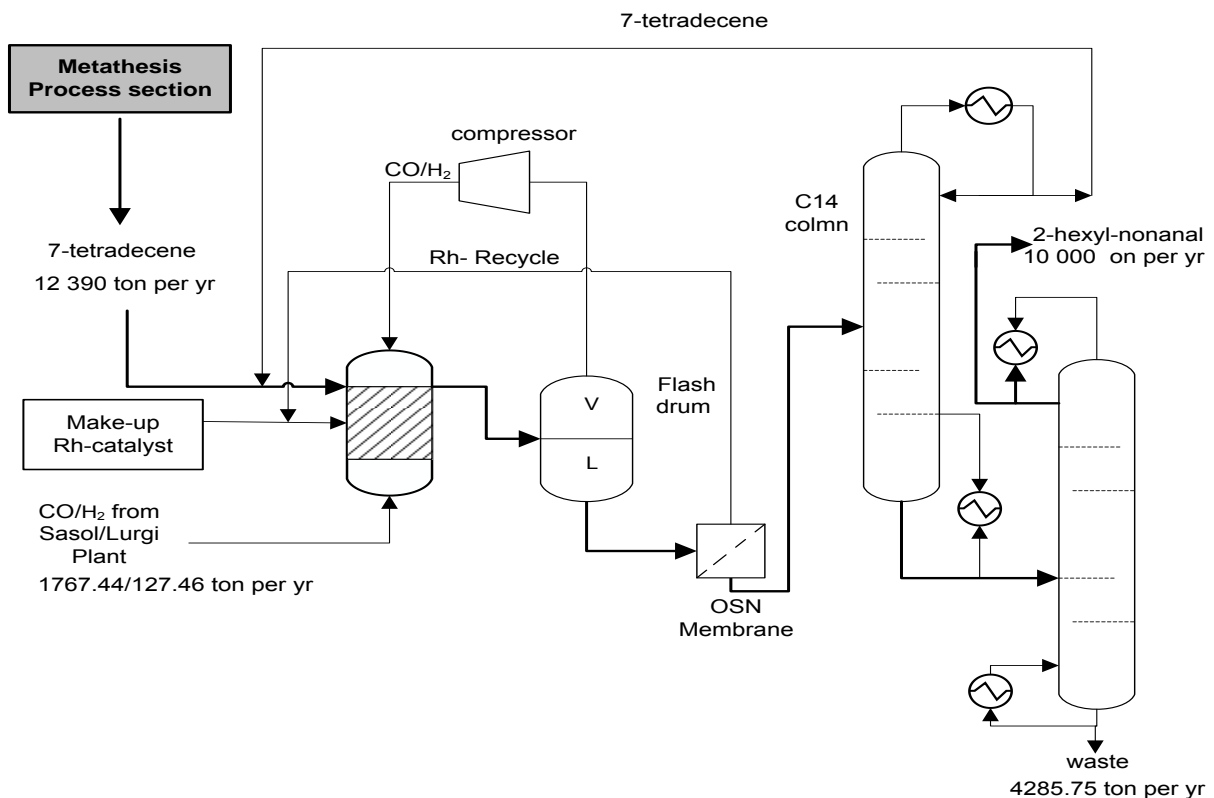 7-tetradecene
Metathesis
Process section
compressor
CO/H₂
C14
colmn
7-tetradecene
12 390 ton per yr
Rh- Recycle
2-hexyl-nonanal
10 000 on per yr
Flash
drum
V
L
Make-up
Rh-catalyst
CO/H₂ from
Sasol/Lurgi
Plant
1767.44/127.46 ton per yr
OSN
Membrane
waste
4285.75 ton per yr